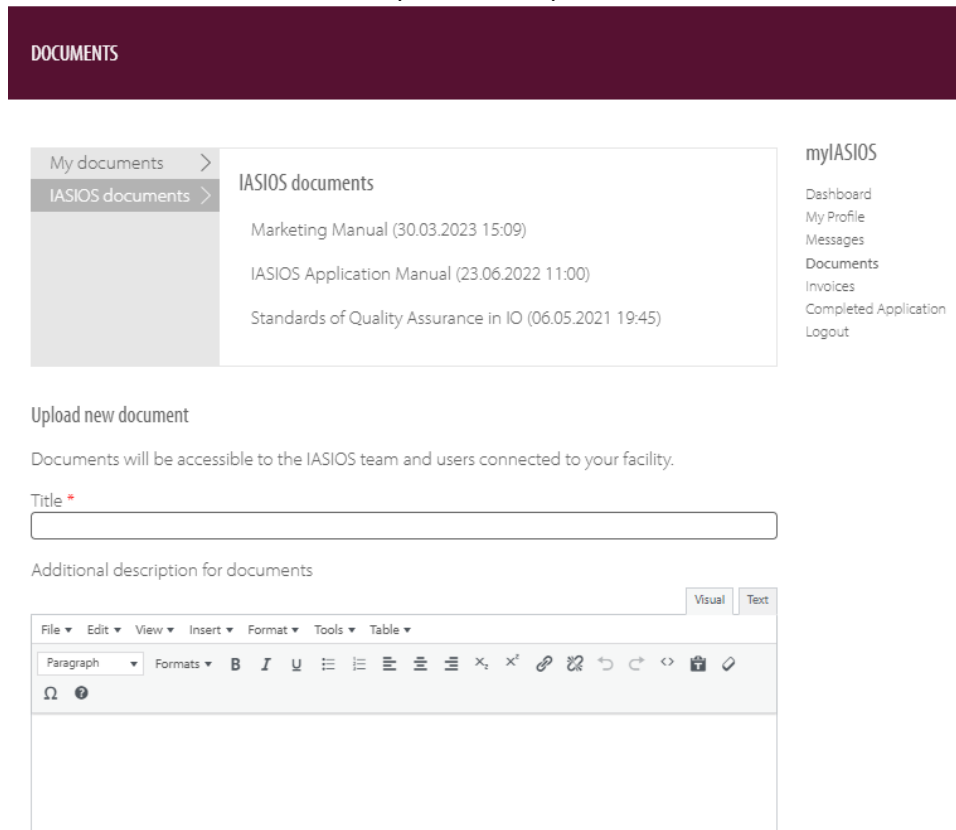 DOCUMENTS
My documents
IASIOS documents
IASIOS documents
Marketing Manual (30.03.2023 15:09)
IASIOS Application Manual (23.06.2022 11:00)
Standards of Quality Assurance in IO (06.05.2021 19:45)
myIASIOS
Dashboard
My Profile
Messages
Documents
Invoices
Completed Application
Logout
Upload new document
Documents will be accessible to the IASIOS team and users connected to your facility.
Title *
Additional description for documents
Visual Text
File Edit View Insert Format Tools Table
Paragraph Formats B I U X₂ X²
Ω